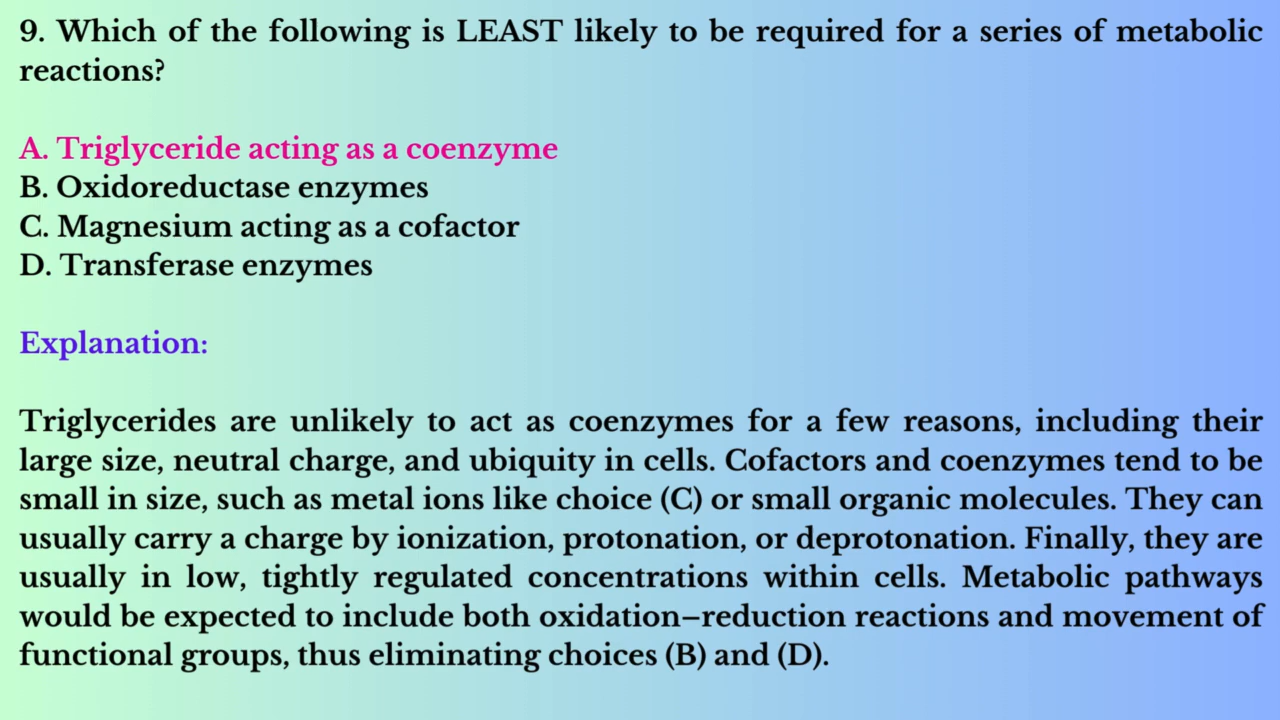 9. Which of the following is LEAST likely to be required for a series of metabolic
reactions?
A. Triglyceride acting as a coenzyme
B. Oxidoreductase enzymes
C. Magnesium acting as a cofactor
D. Transferase enzymes
Explanation:
Triglycerides are unlikely to act as coenzymes for a few reasons, including their
large size, neutral charge, and ubiquity in cells. Cofactors and coenzymes tend to be
small in size, such as metal ions like choice (C) or small organic molecules. They can
usually carry a charge by ionization, protonation, or deprotonation. Finally, they are
usually in low, tightly regulated concentrations within cells. Metabolic pathways
would be expected to include both oxidation–reduction reactions and movement of
functional groups, thus eliminating choices (B) and (D).